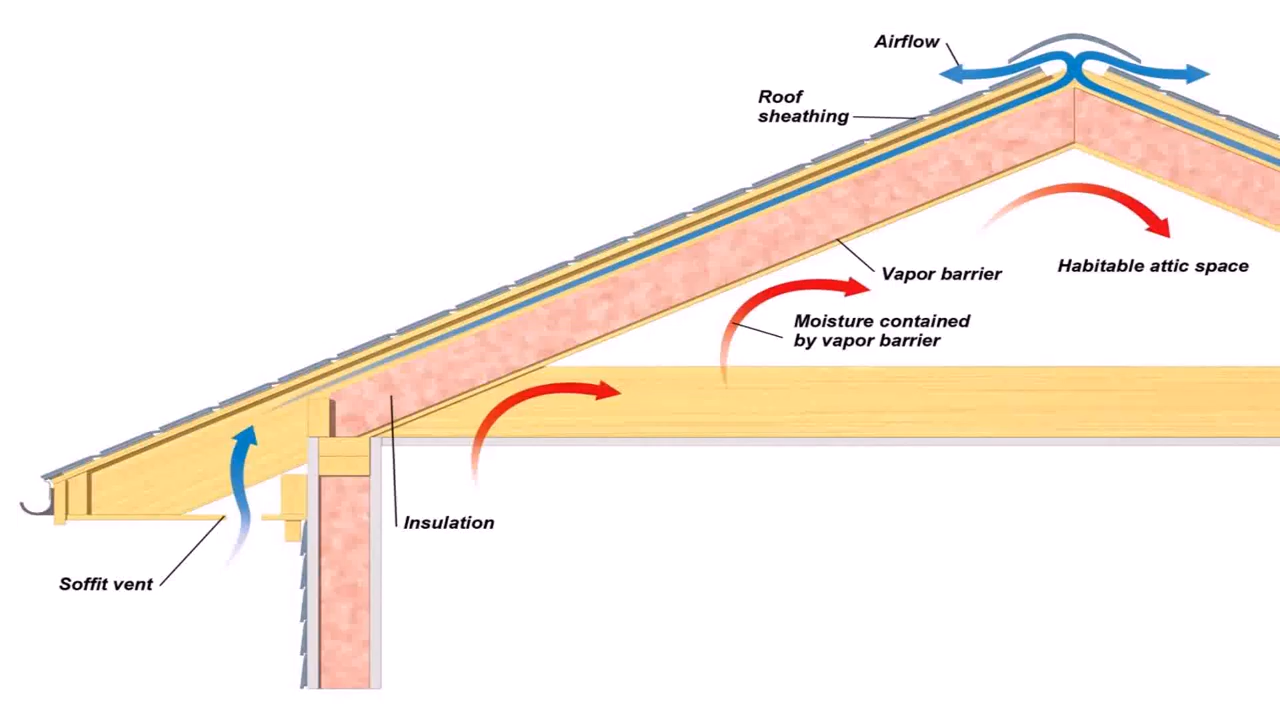 Airflow
Roof
sheathing
Vapor barrier
Habitable attic space
Moisture contained
by vapor barrier
Insulation
Soffit vent